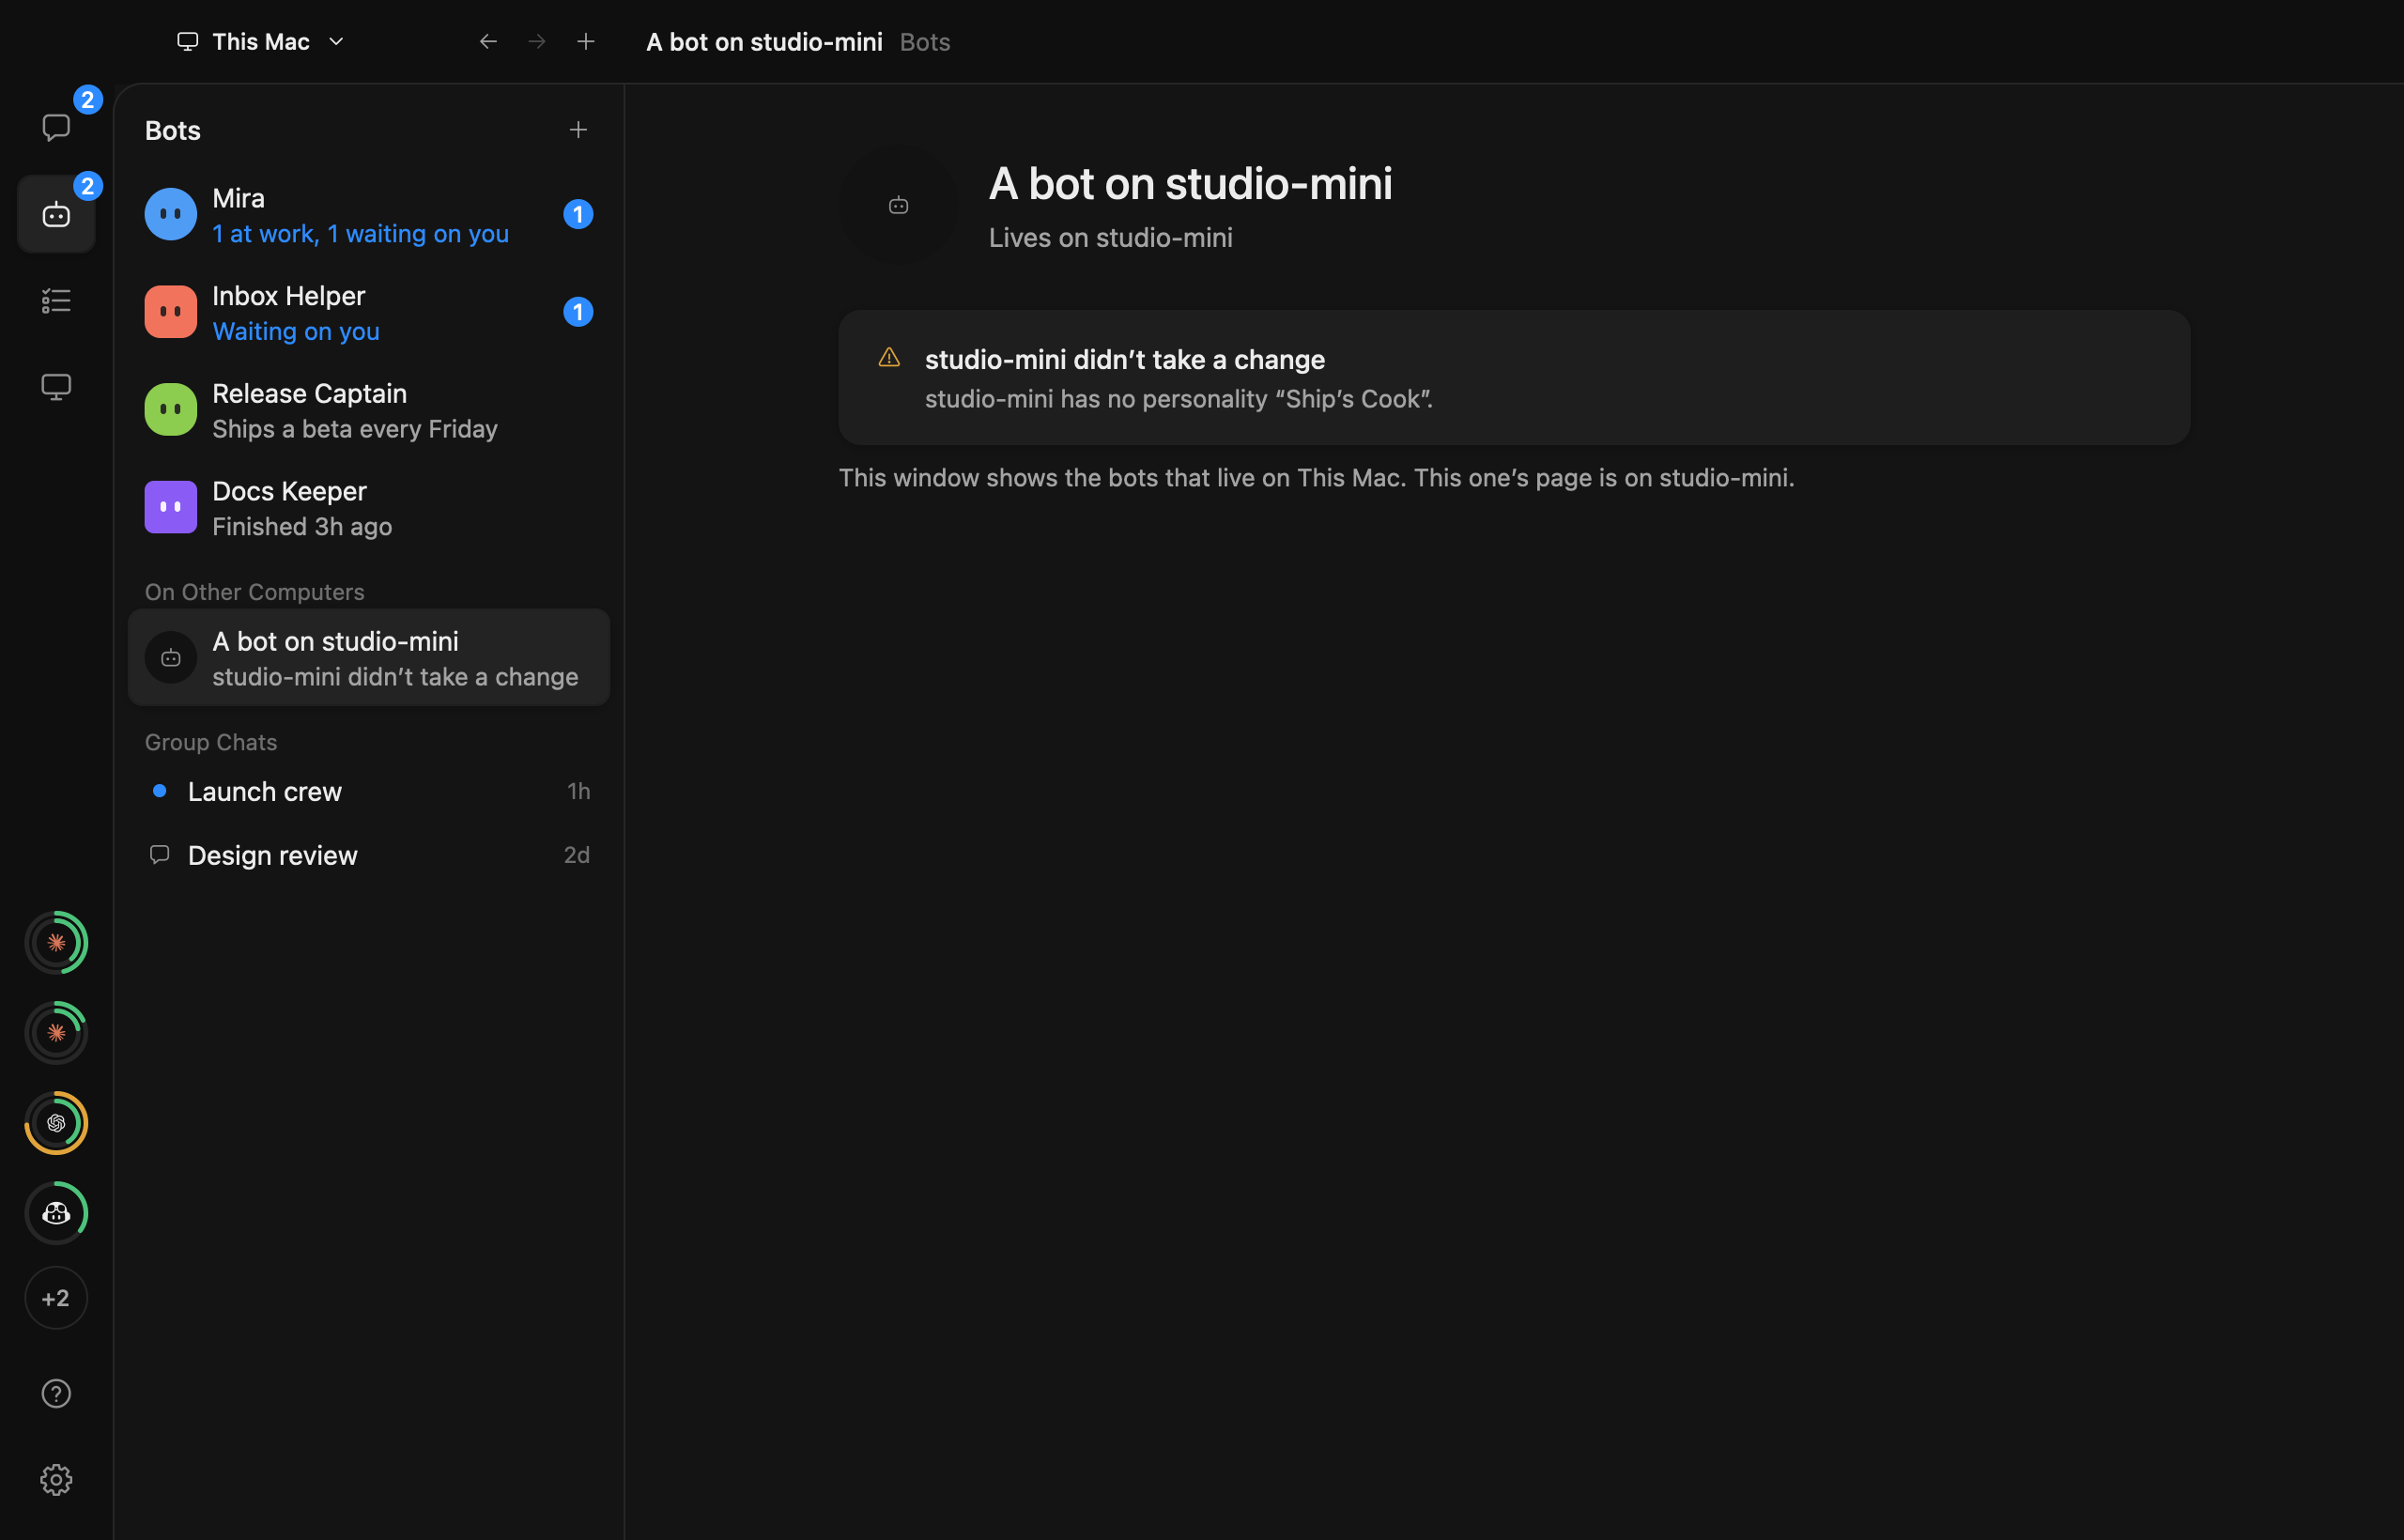 This Mac
A bot on studio-mini Bots
2
2
Bots
Mira
1 at work, 1 waiting on you
1
Inbox Helper
Waiting on you
1
Release Captain
Ships a beta every Friday
Docs Keeper
Finished 3h ago
On Other Computers
A bot on studio-mini
studio-mini didn’t take a change
Group Chats
Launch crew 1h
Design review 2d
+2
A bot on studio-mini
Lives on studio-mini
studio-mini didn’t take a change
studio-mini has no personality “Ship’s Cook”.
This window shows the bots that live on This Mac. This one’s page is on studio-mini.